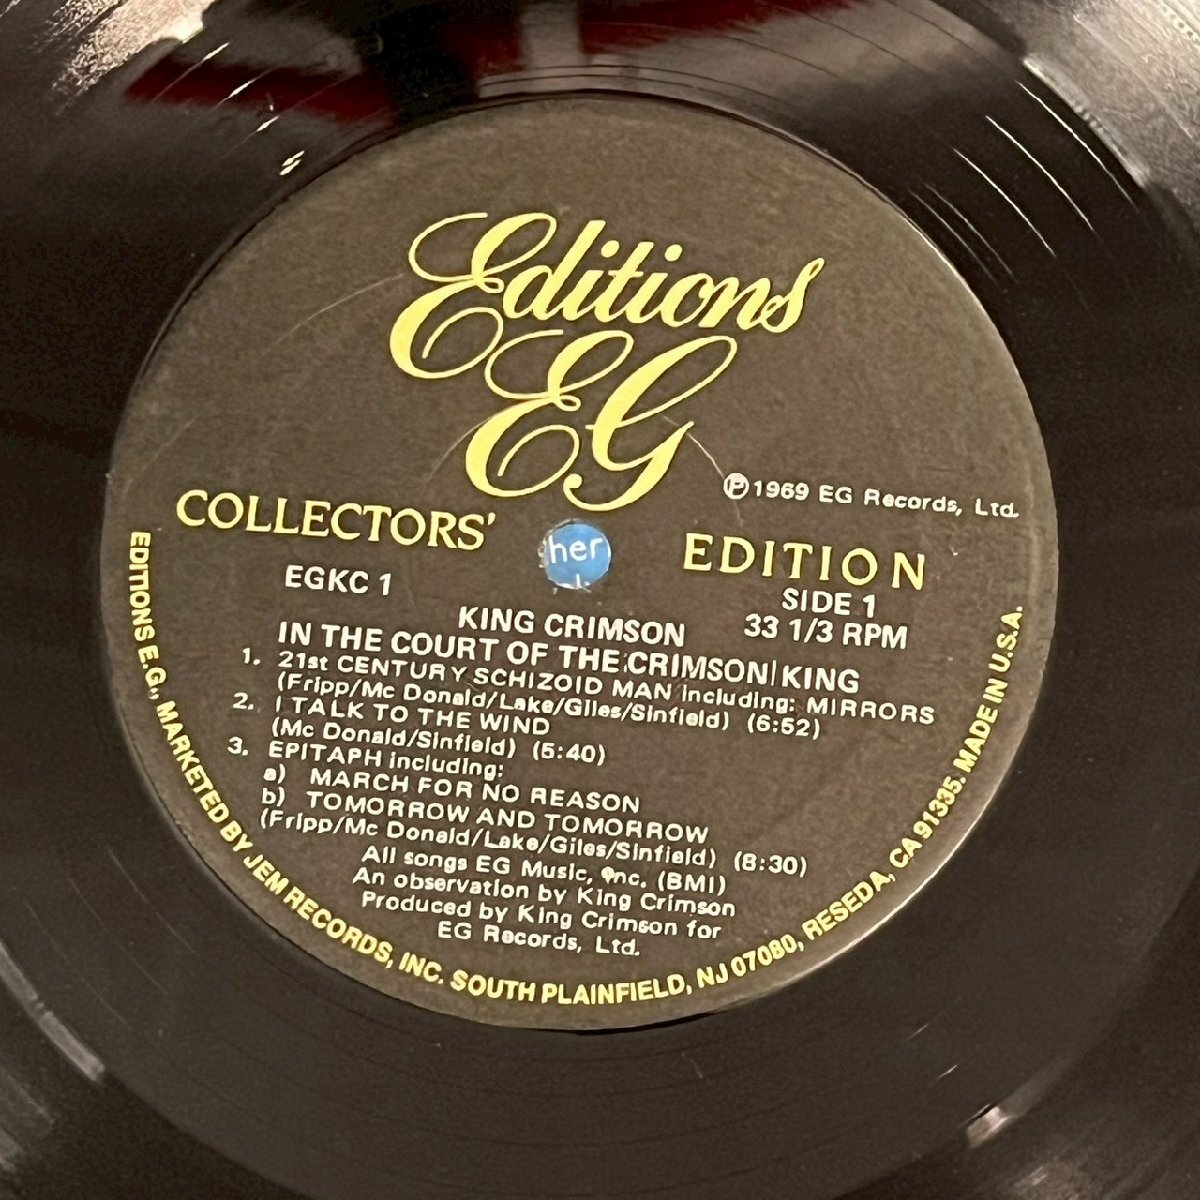 Editions
EG
℗1969 EG Records, Ltd.
COLLECTORS' EDITION
her
EGKC 1
SIDE 1
33 1/3 RPM
KING CRIMSON
IN THE COURT OF THE CRIMSON KING
1. 21st CENTURY SCHIZOID MAN including: MIRRORS
(Fripp/Mc Donald/Lake/Giles/Sinfield) (6:52)
2. I TALK TO THE WIND
(Mc Donald/Sinfield) (5:40)
3. EPITAPH including:
a) MARCH FOR NO REASON
b) TOMORROW AND TOMORROW
(Fripp/Mc Donald/Lake/Giles/Sinfield) (8:30)
All songs EG Music, Inc. (BMI)
An observation by King Crimson
Produced by King Crimson for
EG Records, Ltd.
EDITIONS E.G., MARKETED BY JEM RECORDS, INC. SOUTH PLAINFIELD, NJ 07080, RESEDA, CA 91335. MADE IN U.S.A.